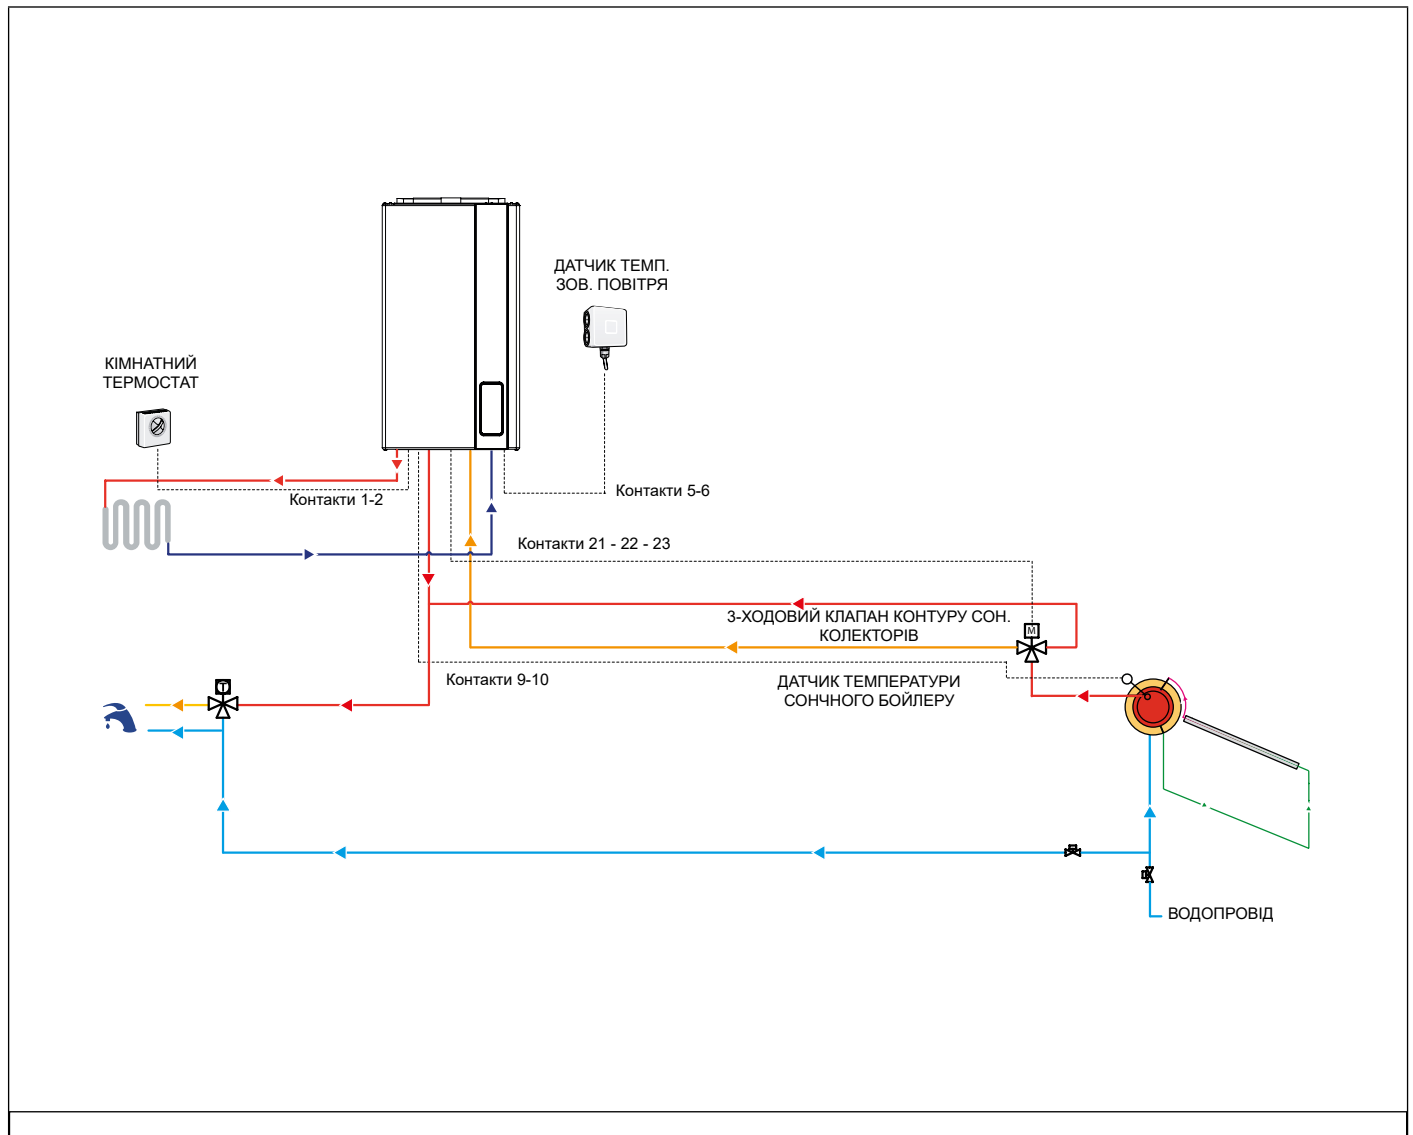 ДАТЧИК ТЕМП.
ЗОВ. ПОВІТРЯ
КІМНАТНИЙ
ТЕРМОСТАТ
Контакти 1-2
Контакти 5-6
Контакти 21 - 22 - 23
3-ХОДОВИЙ КЛАПАН КОНТУРУ СОН.
КОЛЕКТОРІВ
M
Контакти 9-10
ДАТЧИК ТЕМПЕРАТУРИ
СОНЧНОГО БОЙЛЕРУ
T
ВОДОПРОВІД